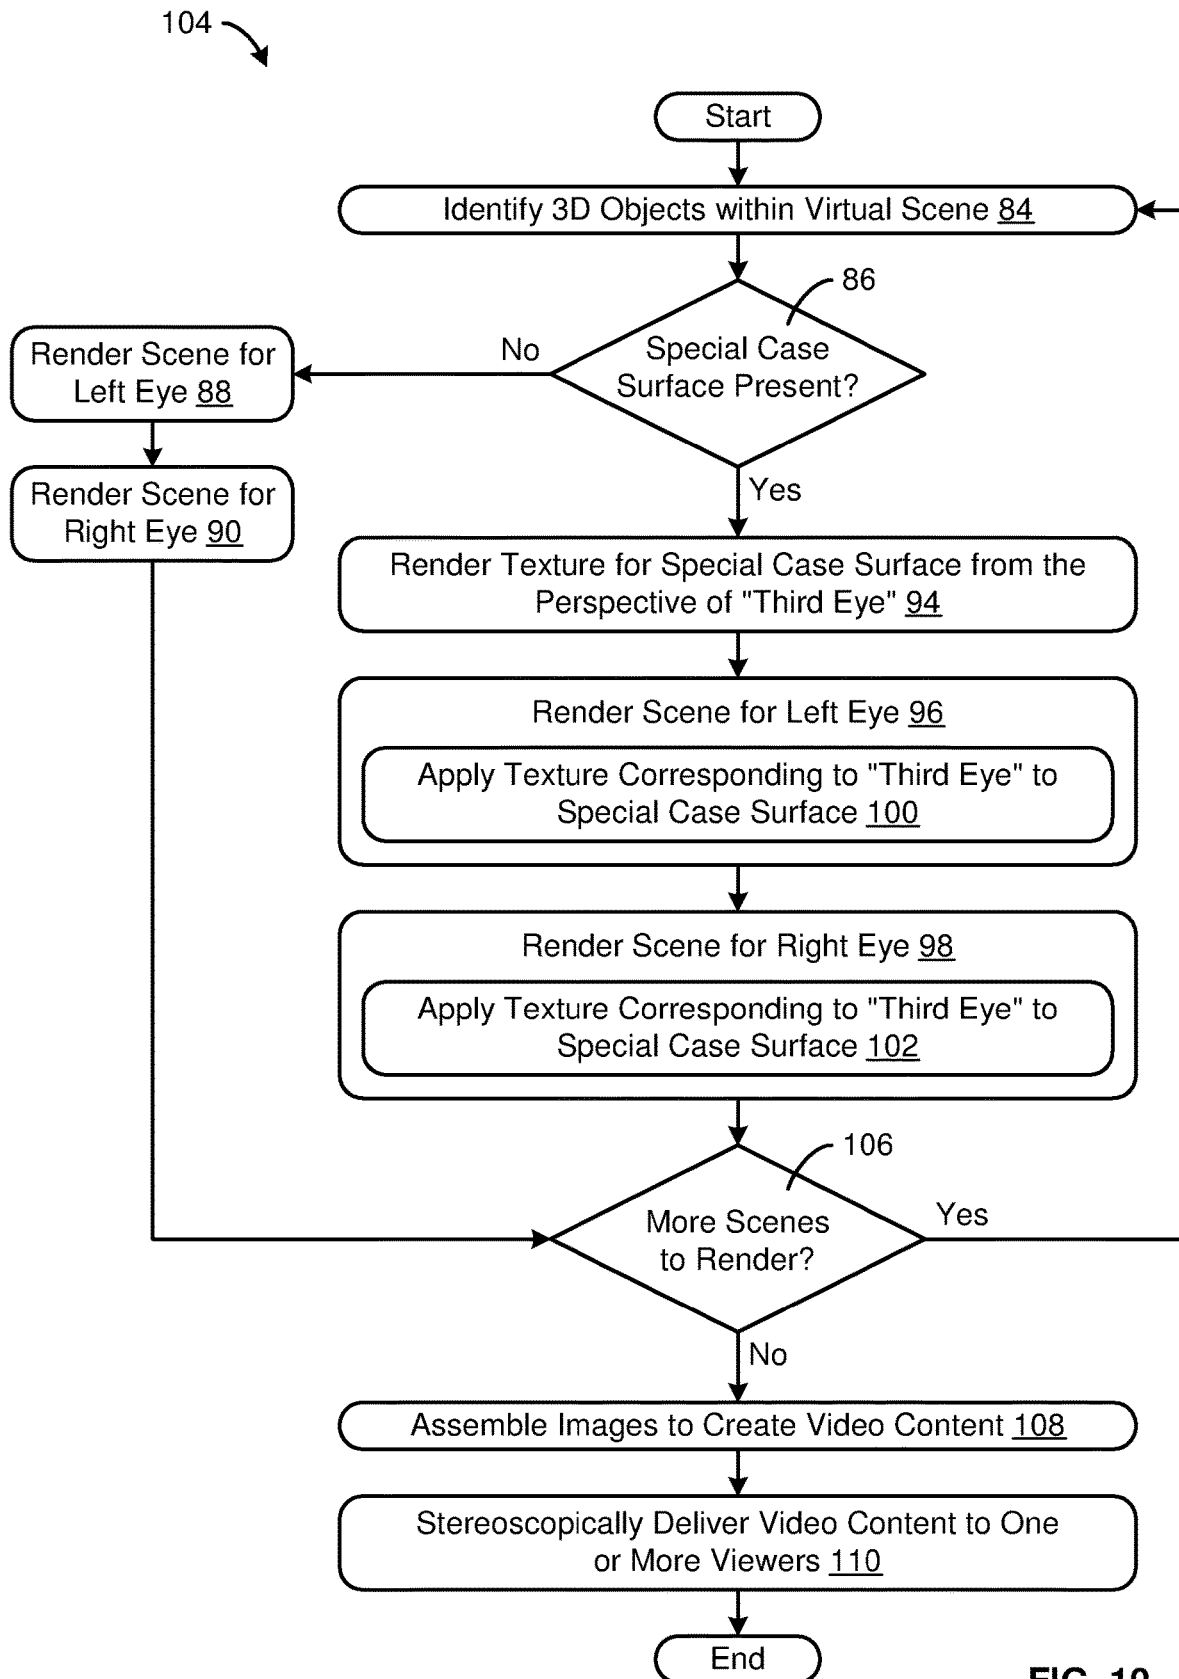 104
Start
Identify 3D Objects within Virtual Scene 84
86
Special Case
Surface Present?
No
Render Scene for
Left Eye 88
Render Scene for
Right Eye 90
Yes
Render Texture for Special Case Surface from the
Perspective of "Third Eye" 94
Render Scene for Left Eye 96
Apply Texture Corresponding to "Third Eye" to
Special Case Surface 100
Render Scene for Right Eye 98
Apply Texture Corresponding to "Third Eye" to
Special Case Surface 102
106
More Scenes
to Render?
Yes
No
Assemble Images to Create Video Content 108
Stereoscopically Deliver Video Content to One
or More Viewers 110
End
FIG. 10